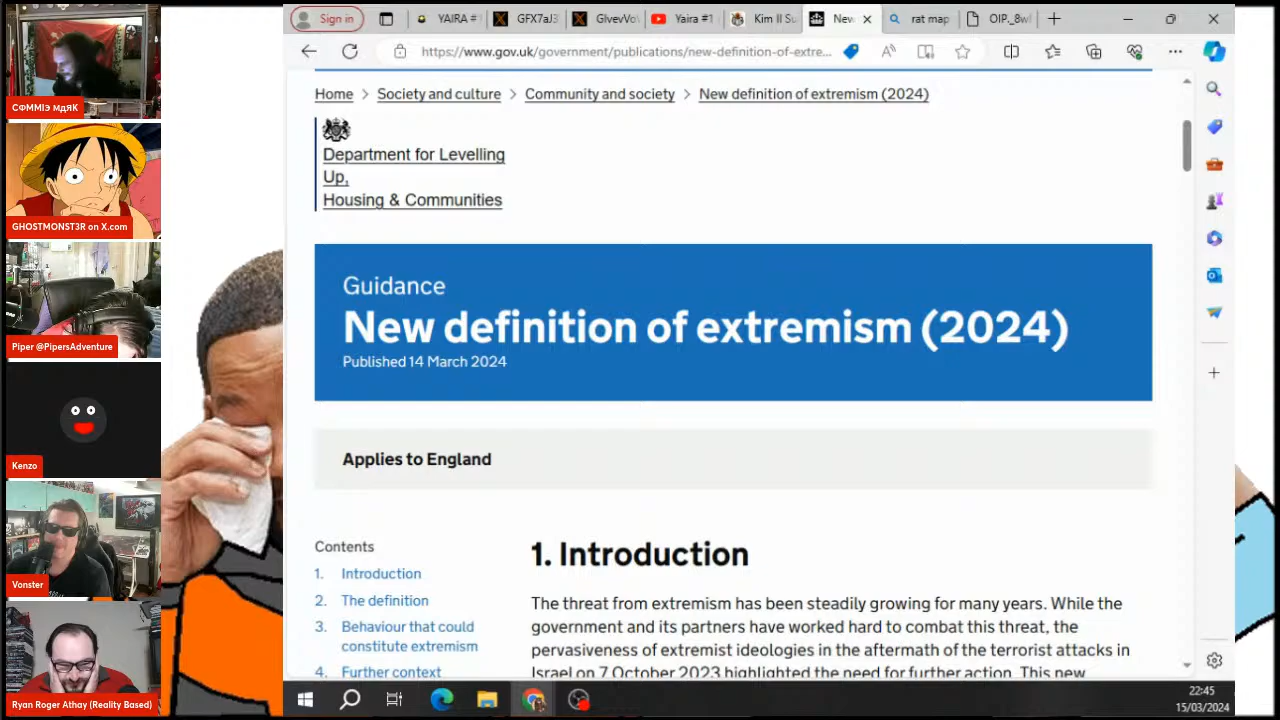 Sign in
YAIRA #1
GFX7aJ3
GIvevVoV
Yaira #1
Kim Il Su
New
rat map
OIP._8wl
https://www.gov.uk/government/publications/new-definition-of-extre...
Home > Society and culture > Community and society > New definition of extremism (2024)
Department for Levelling
Up,
Housing & Communities
Guidance
New definition of extremism (2024)
Published 14 March 2024
Applies to England
Contents
1. Introduction
2. The definition
3. Behaviour that could
constitute extremism
4. Further context
1. Introduction
The threat from extremism has been steadily growing for many years. While the
government and its partners have worked hard to combat this threat, the
pervasiveness of extremist ideologies in the aftermath of the terrorist attacks in
Israel on 7 October 2023 highlighted the need for further action. This new
22:45
15/03/2024
CФMMIЭ MдЯK
GHOSTMONST3R on X.com
Piper @PipersAdventure
Kenzo
Vonster
Ryan Roger Athay (Reality Based)